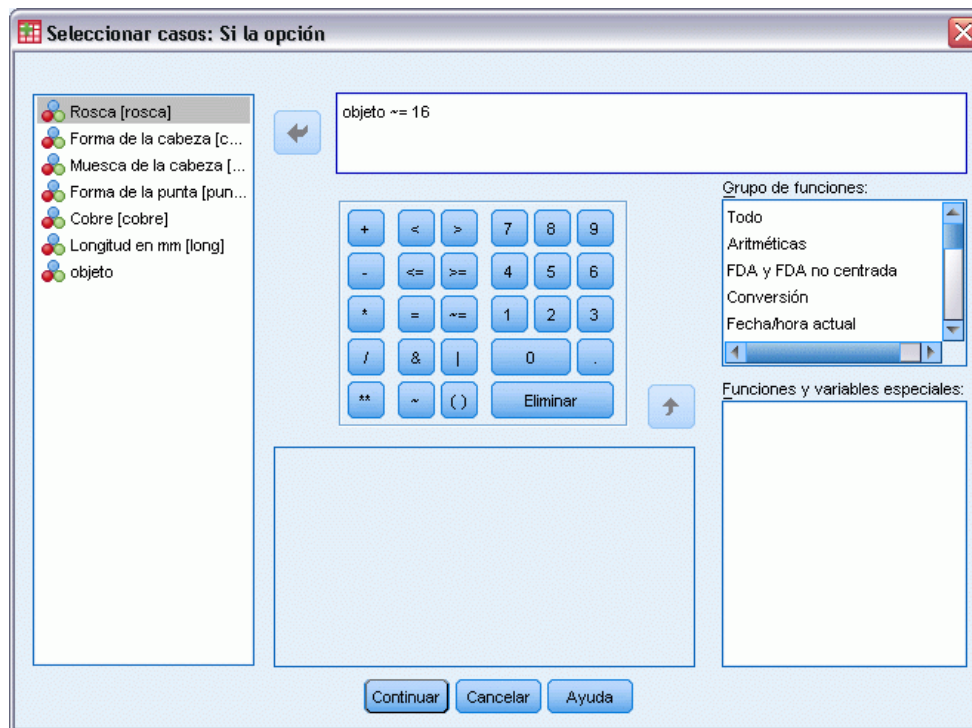 Seleccionar casos: Si la opción
Rosca [rosca]
Forma de la cabeza [c...
Muesca de la cabeza [...
Forma de la punta [pun...
Cobre [cobre]
Longitud en mm [long]
objeto
objeto ~= 16
+ < > 7 8 9
- <= >= 4 5 6
* = ~= 1 2 3
/ & | 0 .
** ~ ( ) Eliminar
Grupo de funciones:
Todo
Aritméticas
FDA y FDA no centrada
Conversión
Fecha/hora actual
Funciones y variables especiales:
Continuar Cancelar Ayuda